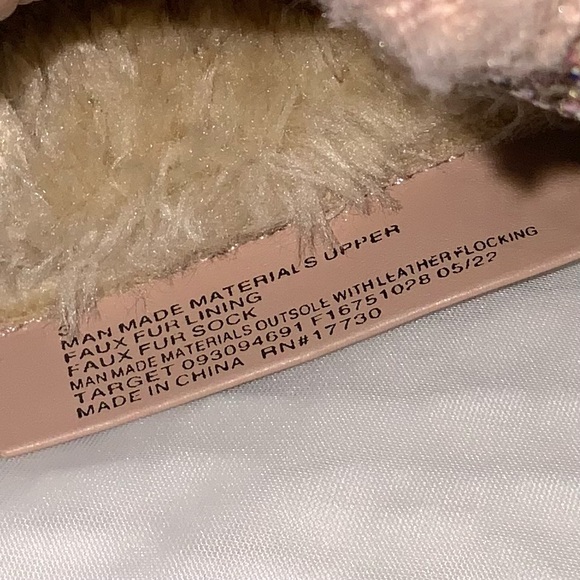 MAN MADE MATERIALS UPPER
FAUX FUR LINING
FAUX FUR SOCK
MAN MADE MATERIALS OUTSOLE WITH LEATHER FLOCKING
TARGET 093094691 F16751028 05/22
MADE IN CHINA RN#17730